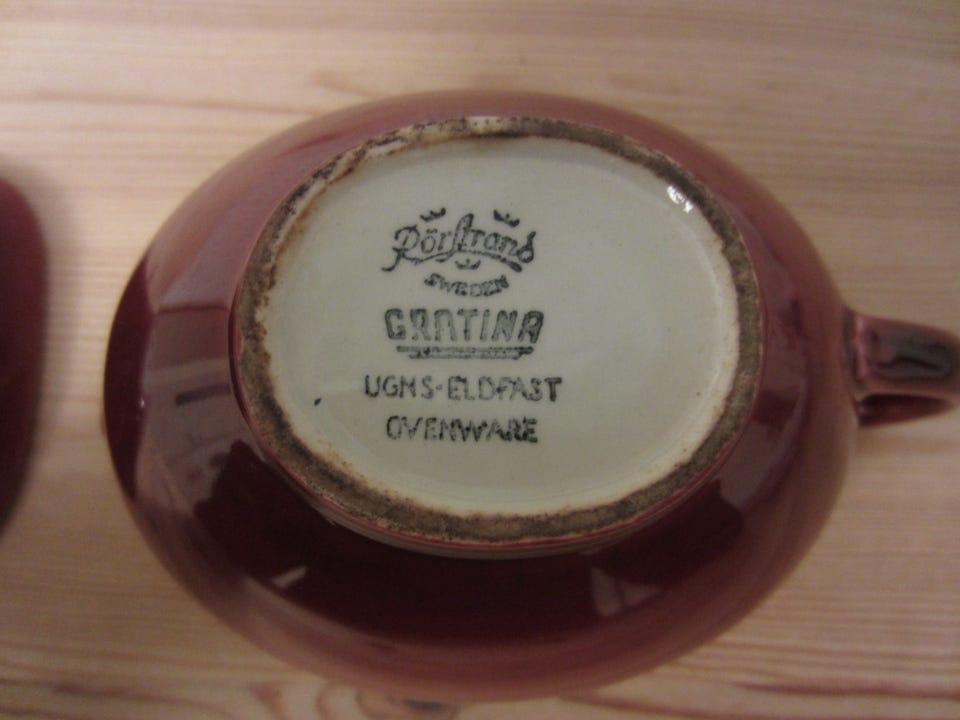 Rörstrand
SWEDEN
GRATINA
UGNS-ELDFAST
OVENWARE